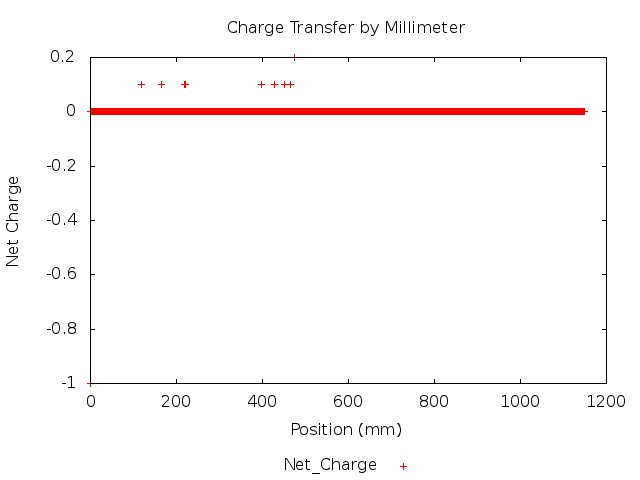 Charge Transfer by Millimeter
0.2
0
-0.2
-0.4
-0.6
-0.8
-1
Net Charge
0 200 400 600 800 1000 1200
Position (mm)
Net_Charge